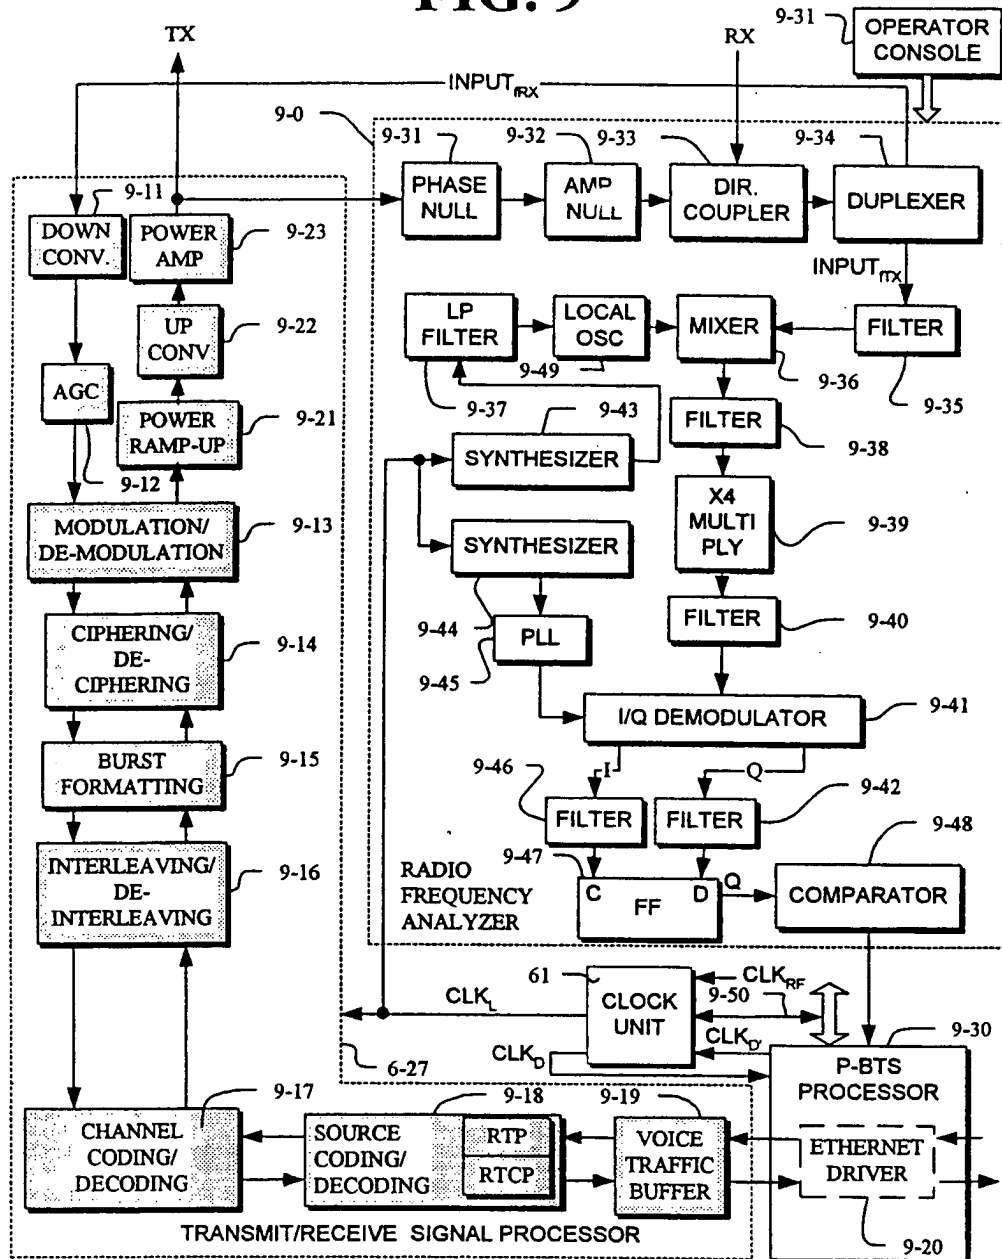 FIG. 9
TX
RX
9-31
OPERATOR
CONSOLE
INPUTfRX
9-0
9-31
9-32
9-33
9-34
9-11
PHASE
NULL
AMP
NULL
DIR.
COUPLER
DUPLEXER
DOWN
CONV.
POWER
AMP
9-23
INPUTfTX
UP
CONV
9-22
LP
FILTER
LOCAL
OSC
MIXER
FILTER
9-49
9-36
9-35
AGC
9-37
9-43
POWER
RAMP-UP
9-21
FILTER
9-38
9-12
SYNTHESIZER
X4
MULTI
PLY
9-39
MODULATION/
DE-MODULATION
9-13
SYNTHESIZER
CIPHERING/
DE-
CIPHERING
9-14
9-44
PLL
9-45
FILTER
9-40
I/Q DEMODULATOR
9-41
BURST
FORMATTING
9-15
9-46
I
Q
FILTER
FILTER
9-42
INTERLEAVING/
DE-
INTERLEAVING
9-16
9-47
9-48
RADIO
FREQUENCY
ANALYZER
C
D
FF
Q
COMPARATOR
61
CLOCK
UNIT
CLKRF
9-50
CLKL
CLKD'
CLKD
9-30
6-27
P-BTS
PROCESSOR
9-17
9-18
9-19
CHANNEL
CODING/
DECODING
SOURCE
CODING/
DECODING
RTP
RTCP
VOICE
TRAFFIC
BUFFER
ETHERNET
DRIVER
TRANSMIT/RECEIVE SIGNAL PROCESSOR
9-20